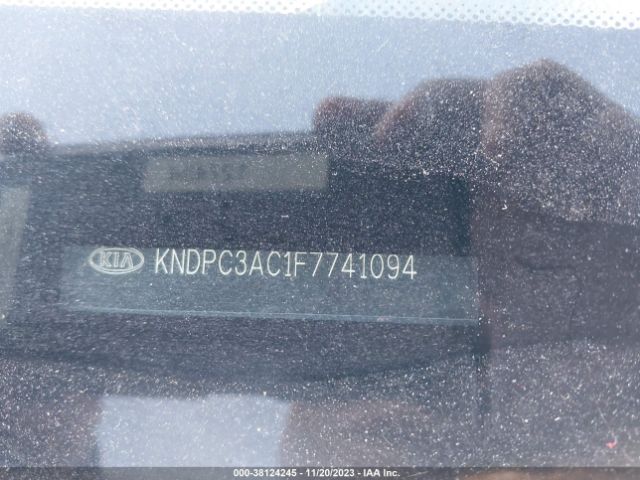 KIA KNDPC3AC1F7741094
000-38124245 - 11/20/2023 - IAA Inc.